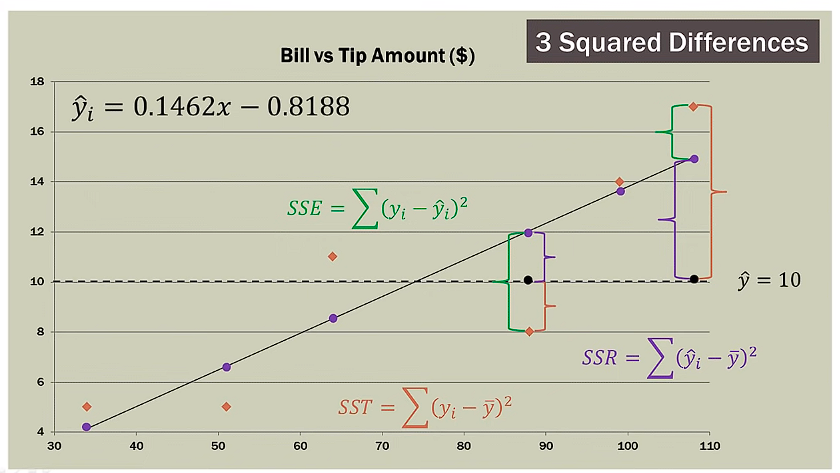 3 Squared Differences
Bill vs Tip Amount ($)
ŷᵢ = 0.1462x − 0.8188
18
16
14
12
10
8
6
4
SSE = ∑(yᵢ − ŷᵢ)²
ŷ = 10
SSR = ∑(ŷᵢ − ȳ)²
SST = ∑(yᵢ − ȳ)²
30 40 50 60 70 80 90 100 110